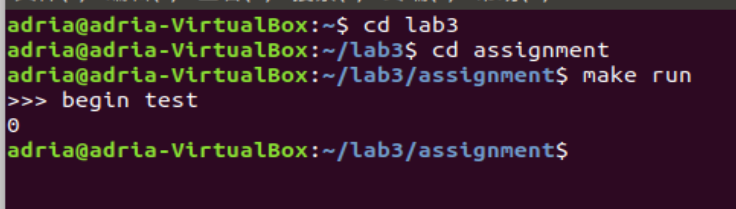 adria@adria-VirtualBox:~$ cd lab3
adria@adria-VirtualBox:~/lab3$ cd assignment
adria@adria-VirtualBox:~/lab3/assignment$ make run
>>> begin test
0
adria@adria-VirtualBox:~/lab3/assignment$